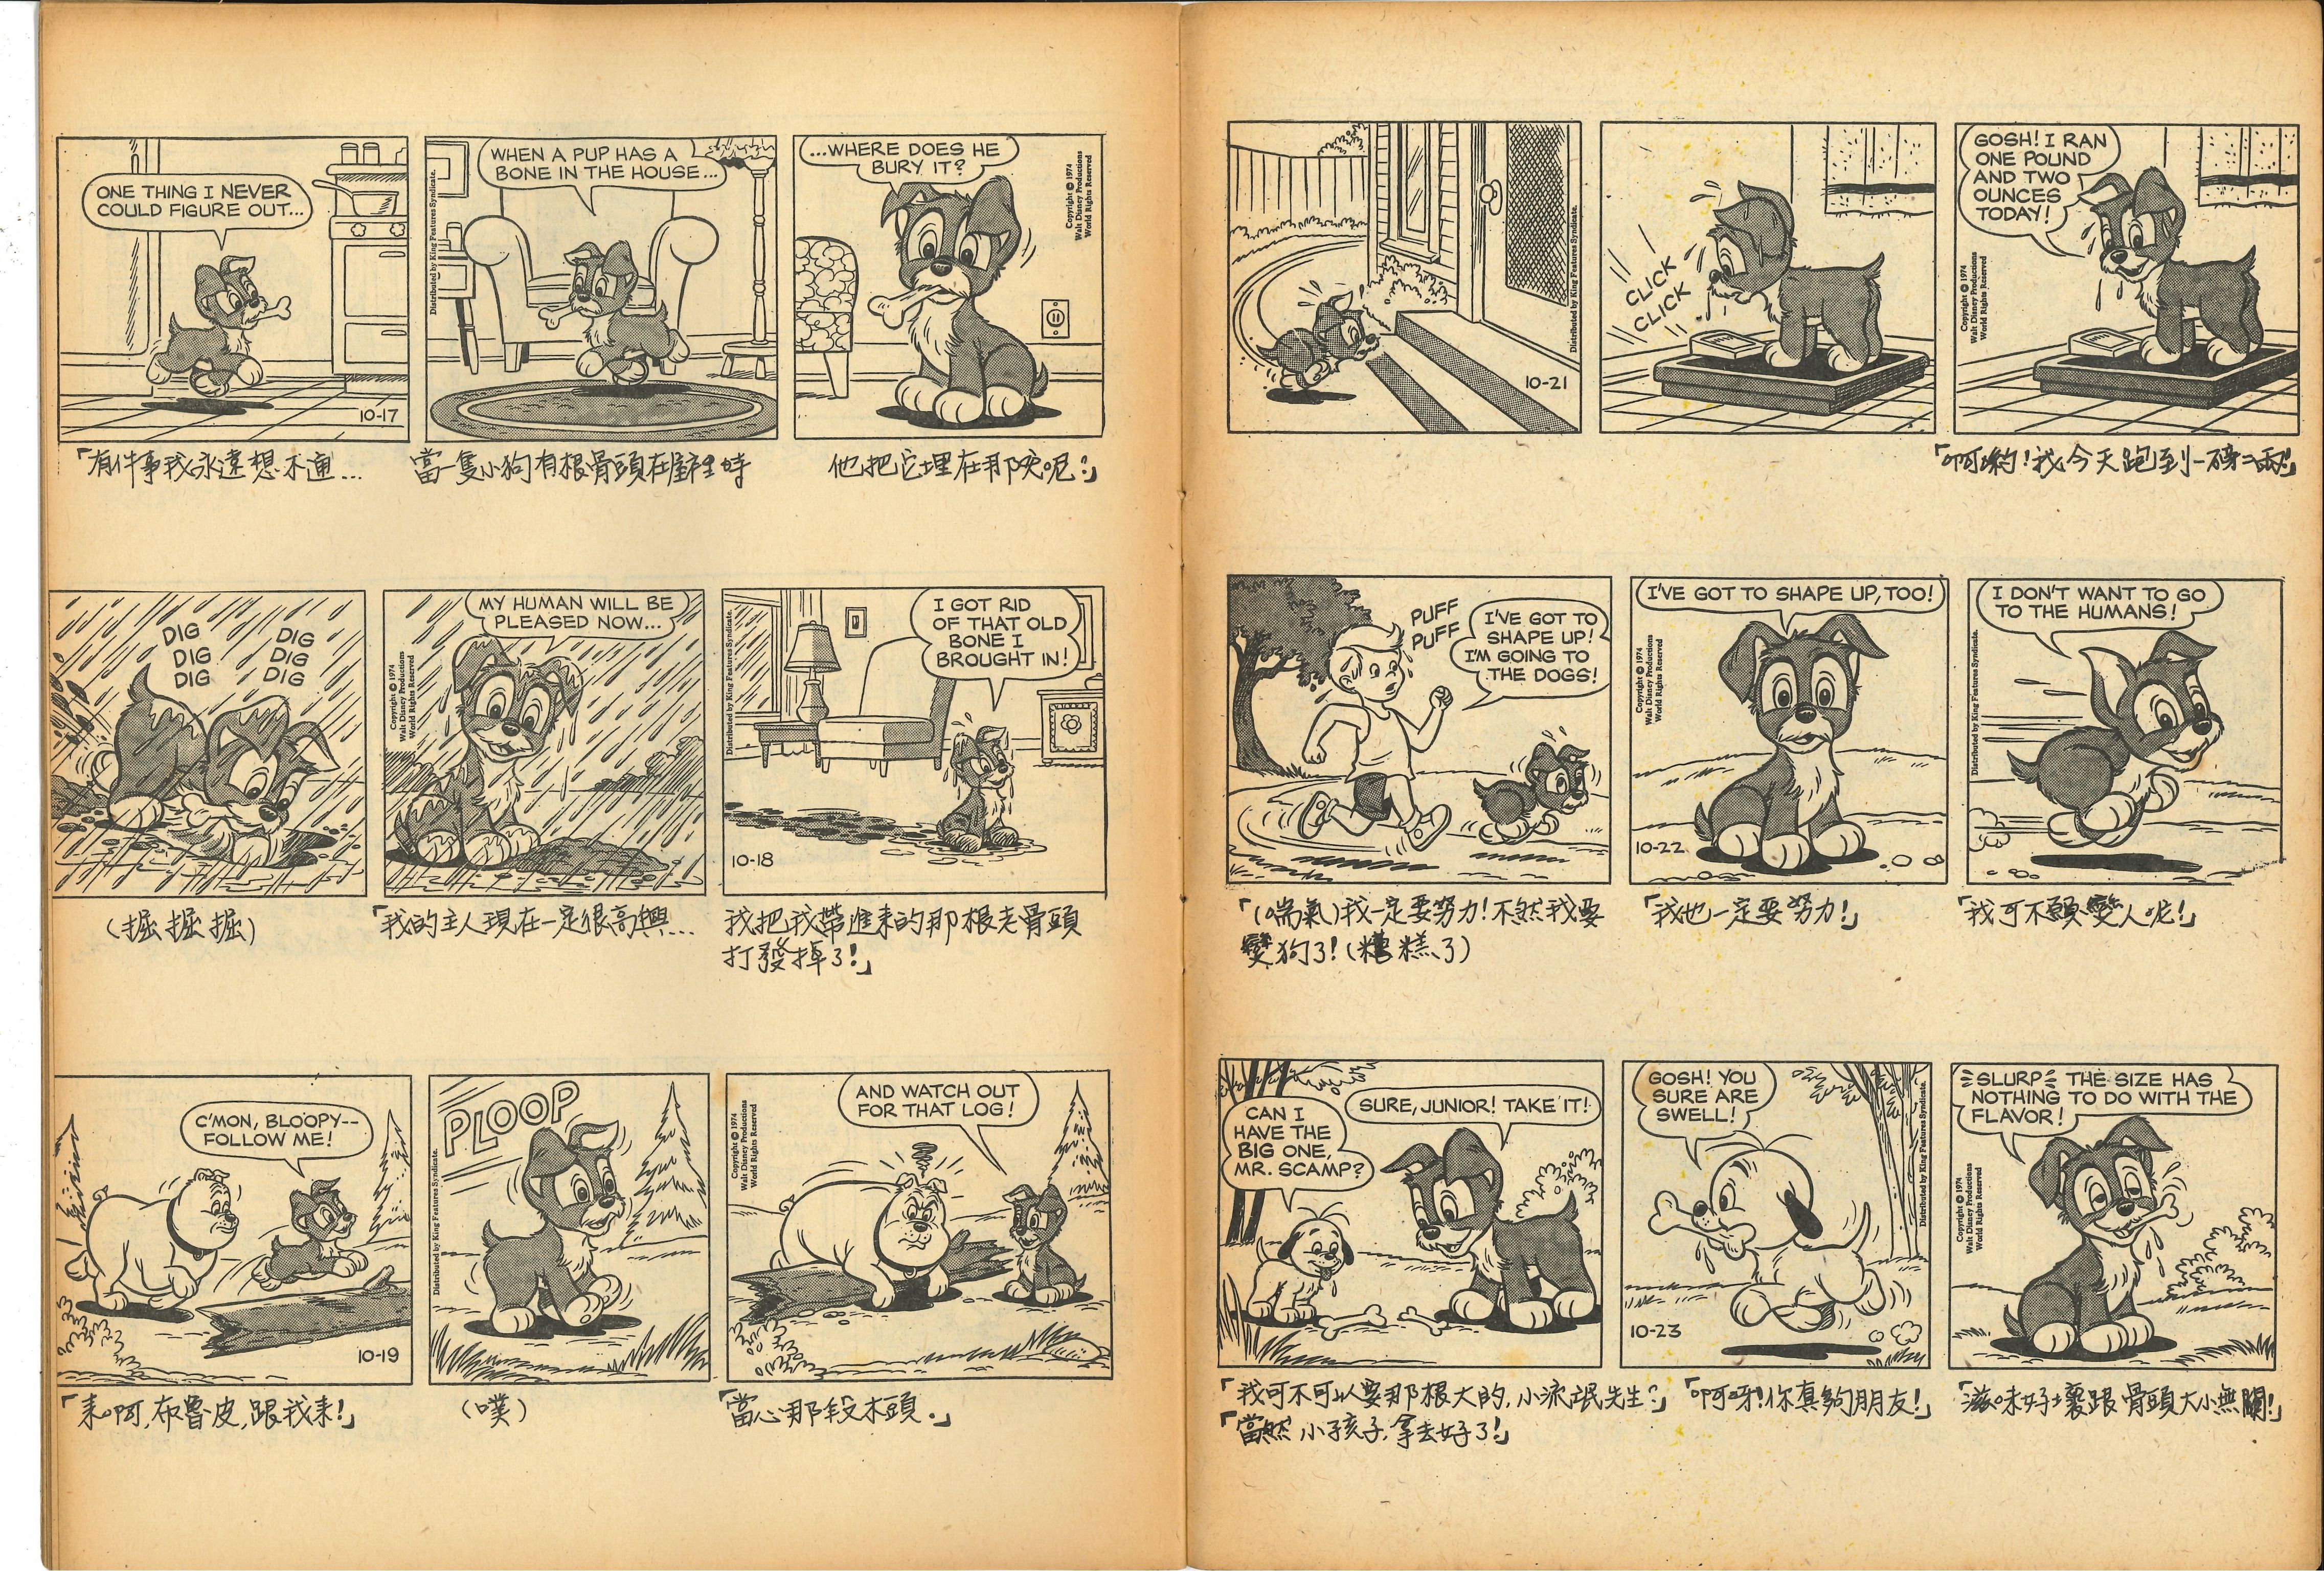 ONE THING I NEVER
COULD FIGURE OUT...
10-17
WHEN A PUP HAS A
BONE IN THE HOUSE...
Distributed by King Features Syndicate.
...WHERE DOES HE
BURY IT?
Copyright © 1974
Walt Disney Productions
World Rights Reserved
「有件事我永遠想不通...
當一隻小狗有根骨頭在屋裡時
他把它埋在那哎呢？」
DIG
DIG
DIG
DIG
DIG
DIG
MY HUMAN WILL BE
PLEASED NOW...
Copyright © 1974
Walt Disney Productions
World Rights Reserved
I GOT RID
OF THAT OLD
BONE I
BROUGHT IN!
Distributed by King Features Syndicate.
10-18
（掘掘掘）
「我的主人現在一定很高興...
我把我帶進來的那根老骨頭
打發掉了!」
C'MON, BLOOPY--
FOLLOW ME!
10-19
PLOOP
Distributed by King Features Syndicate.
AND WATCH OUT
FOR THAT LOG!
Copyright © 1974
Walt Disney Productions
World Rights Reserved
「來啊,布魯皮,跟我來!」
（噗）
「當心那段木頭.」
Distributed by King Features Syndicate.
10-21
CLICK
CLICK
GOSH! I RAN
ONE POUND
AND TWO
OUNCES
TODAY!
Copyright © 1974
Walt Disney Productions
World Rights Reserved
「啊喲!我今天跑到一磅二兩!」
PUFF
PUFF
I'VE GOT TO
SHAPE UP!
I'M GOING TO
THE DOGS!
I'VE GOT TO SHAPE UP, TOO!
Copyright © 1974
Walt Disney Productions
World Rights Reserved
10-22
I DON'T WANT TO GO
TO THE HUMANS!
Distributed by King Features Syndicate.
「(喘氣)我一定要努力!不然我要
變狗了!(糟糕了)
「我也一定要努力!」
「我可不願變人呢!」
CAN I
HAVE THE
BIG ONE,
MR. SCAMP?
SURE, JUNIOR! TAKE IT!
GOSH! YOU
SURE ARE
SWELL!
Distributed by King Features Syndicate.
10-23
SLURP THE SIZE HAS
NOTHING TO DO WITH THE
FLAVOR!
Copyright © 1974
Walt Disney Productions
World Rights Reserved
「我可不可以要那根大的,小流氓先生?」
「當然小孩子,拿去好了!」
「啊呀!你真夠朋友!」
「滋味好壞跟骨頭大小無關!」